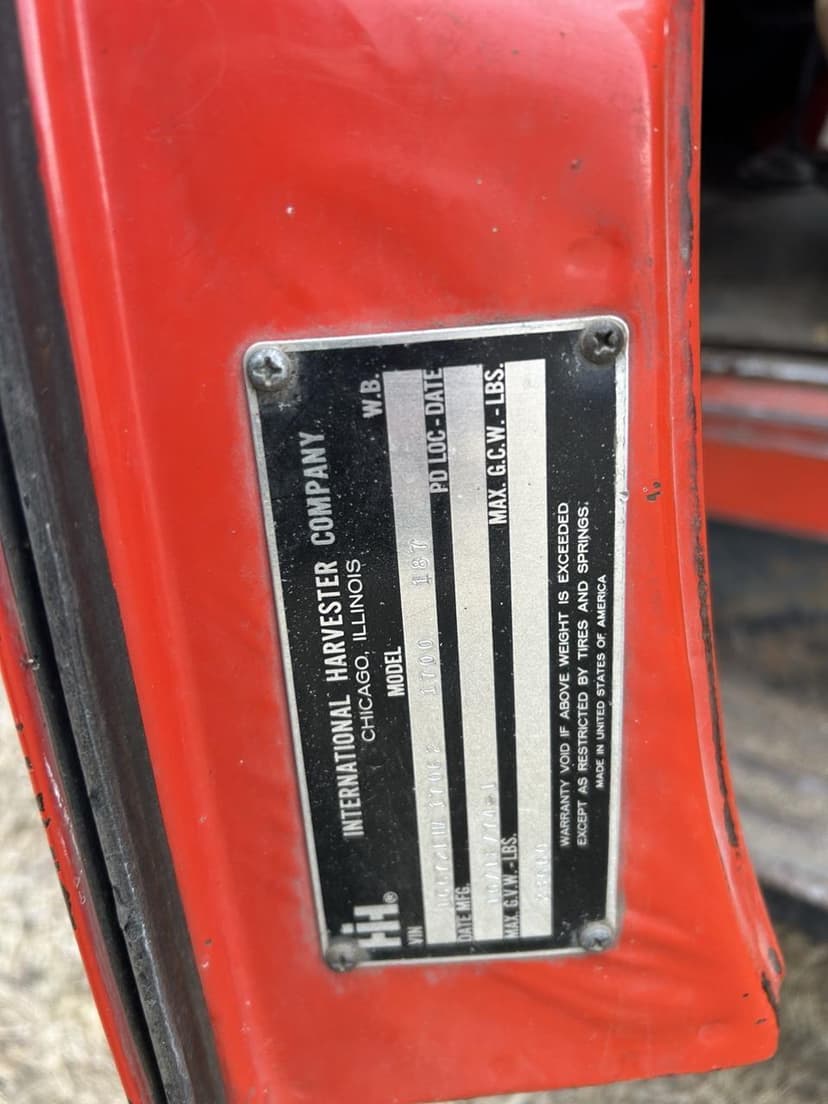 IH® INTERNATIONAL HARVESTER COMPANY
CHICAGO, ILLINOIS
VIN MODEL W.B.
1700 187
DATE MFG. PD LOC-DATE
MAX. G.V.W.-LBS. MAX. G.C.W.-LBS.
WARRANTY VOID IF ABOVE WEIGHT IS EXCEEDED
EXCEPT AS RESTRICTED BY TIRES AND SPRINGS.
MADE IN UNITED STATES OF AMERICA